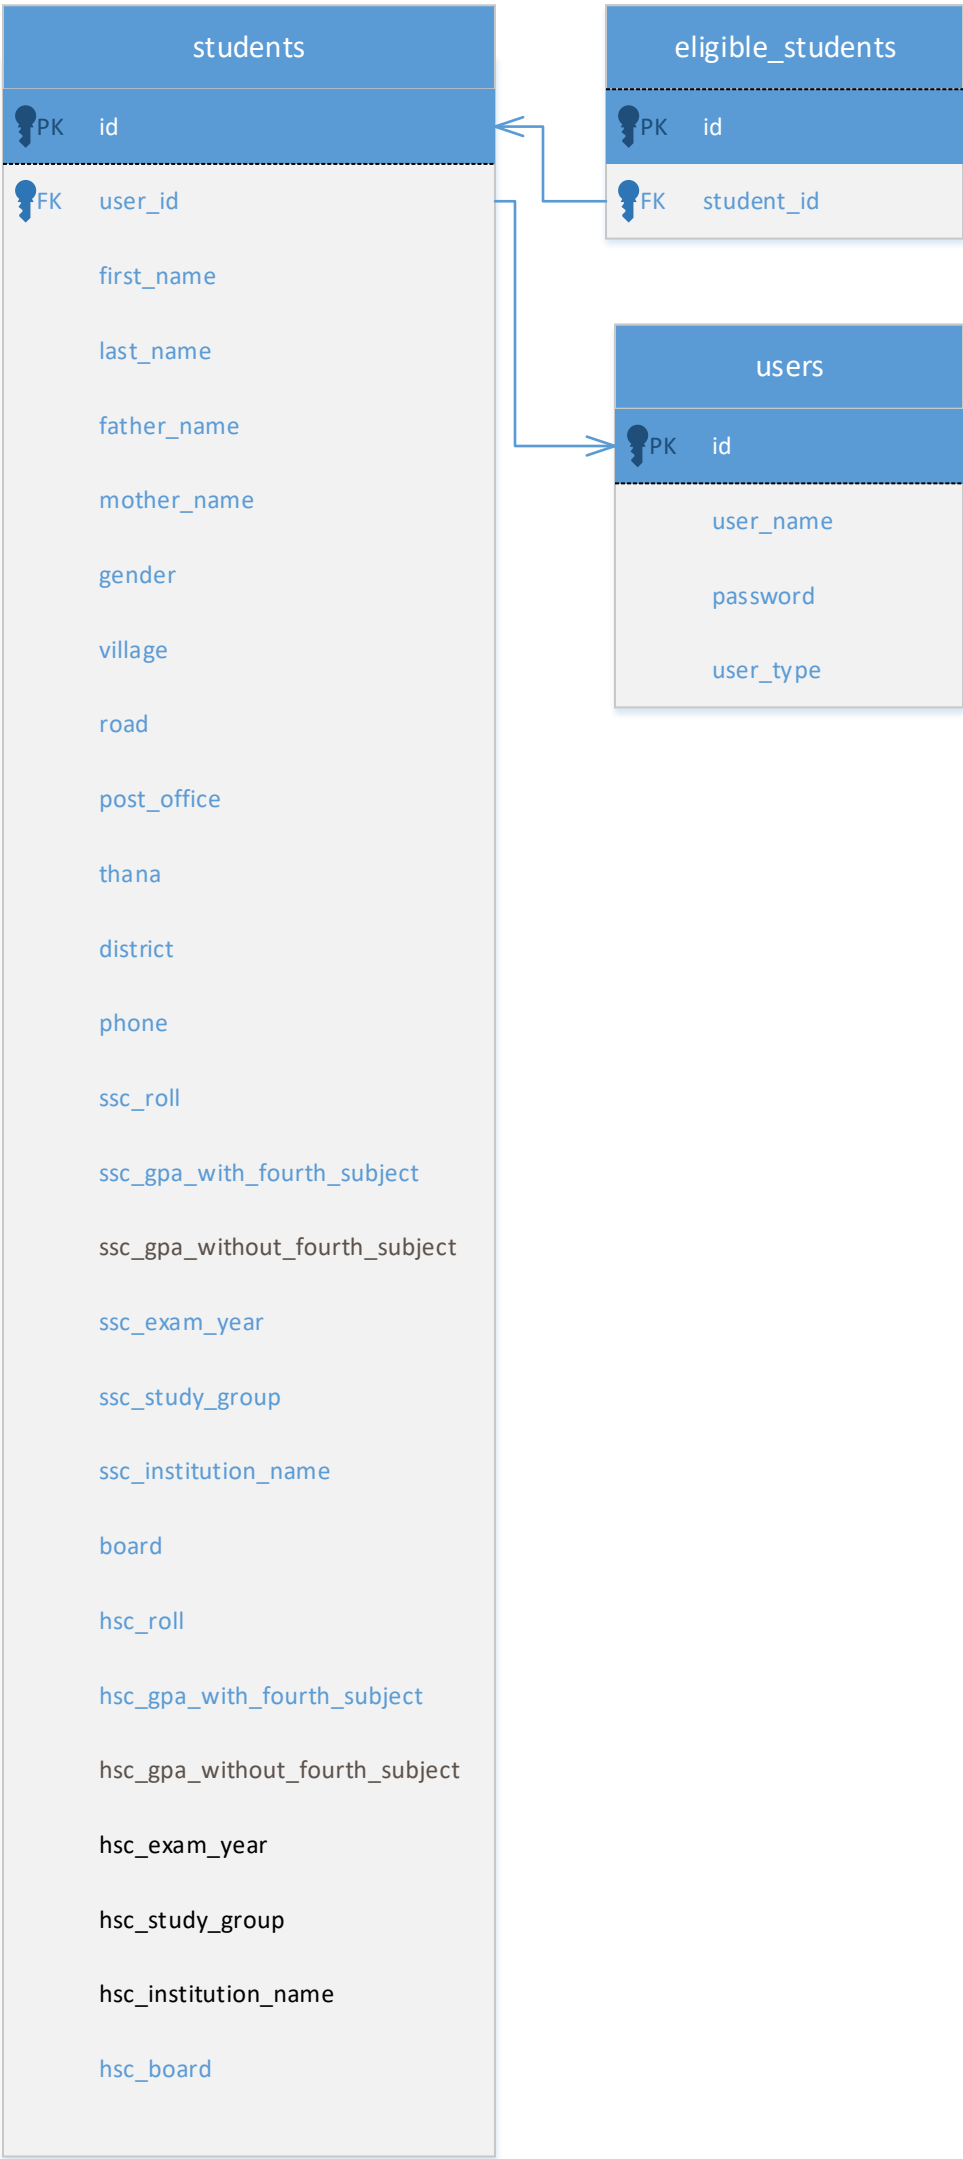 students
PK id
FK user_id
first_name
last_name
father_name
mother_name
gender
village
road
post_office
thana
district
phone
ssc_roll
ssc_gpa_with_fourth_subject
ssc_gpa_without_fourth_subject
ssc_exam_year
ssc_study_group
ssc_institution_name
board
hsc_roll
hsc_gpa_with_fourth_subject
hsc_gpa_without_fourth_subject
hsc_exam_year
hsc_study_group
hsc_institution_name
hsc_board
eligible_students
PK id
FK student_id
users
PK id
user_name
password
user_type